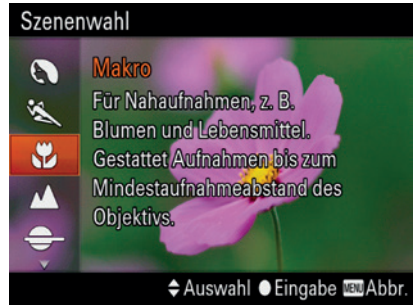 Szenenwahl
Makro
Für Nahaufnahmen, z. B.
Blumen und Lebensmittel.
Gestattet Aufnahmen bis zum
Mindestaufnahmeabstand des
Objektivs.
Auswahl Eingabe MENU Abbr.